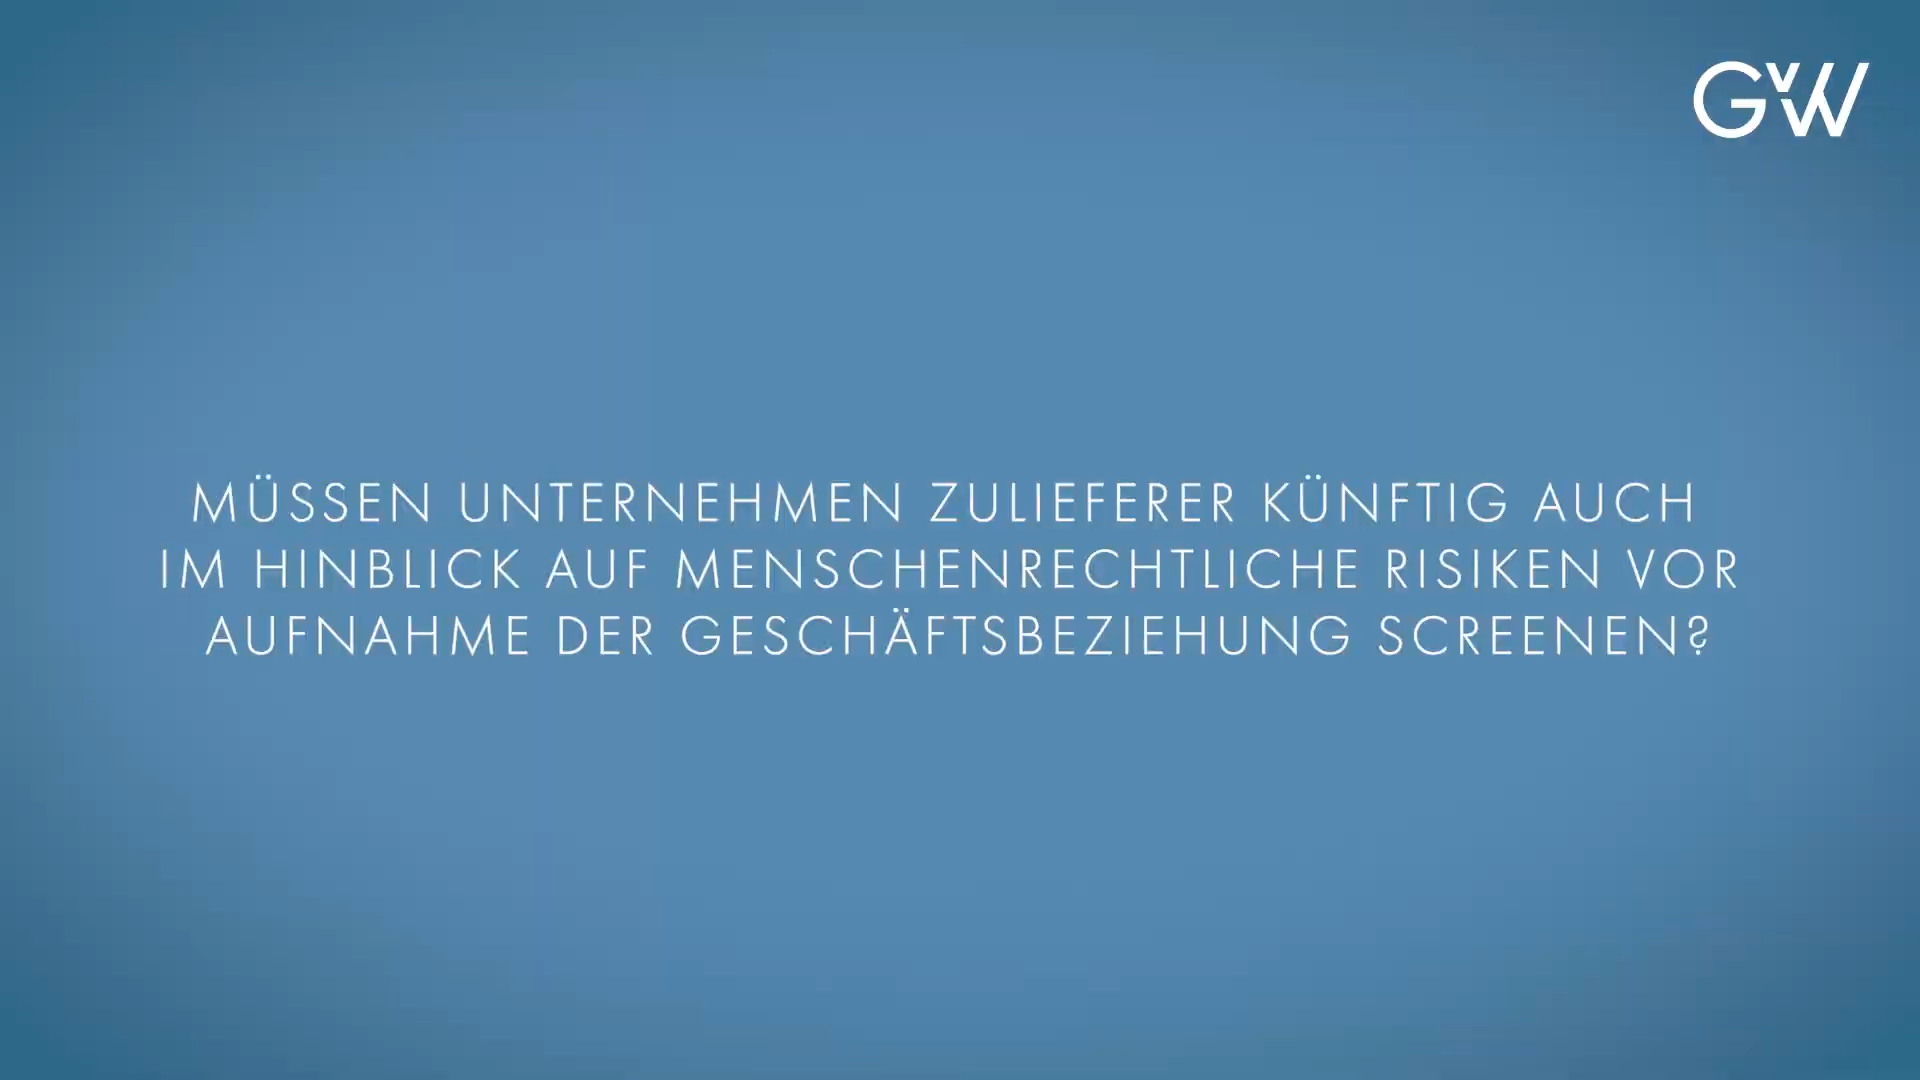 GvW
MÜSSEN UNTERNEHMEN ZULIEFERER KÜNFTIG AUCH
IM HINBLICK AUF MENSCHENRECHTLICHE RISIKEN VOR
AUFNAHME DER GESCHÄFTSBEZIEHUNG SCREENEN?